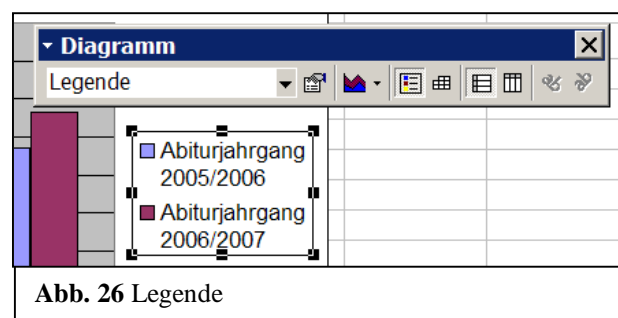 Diagramm
Legende
Abiturjahrgang
2005/2006
Abiturjahrgang
2006/2007
Abb. 26 Legende